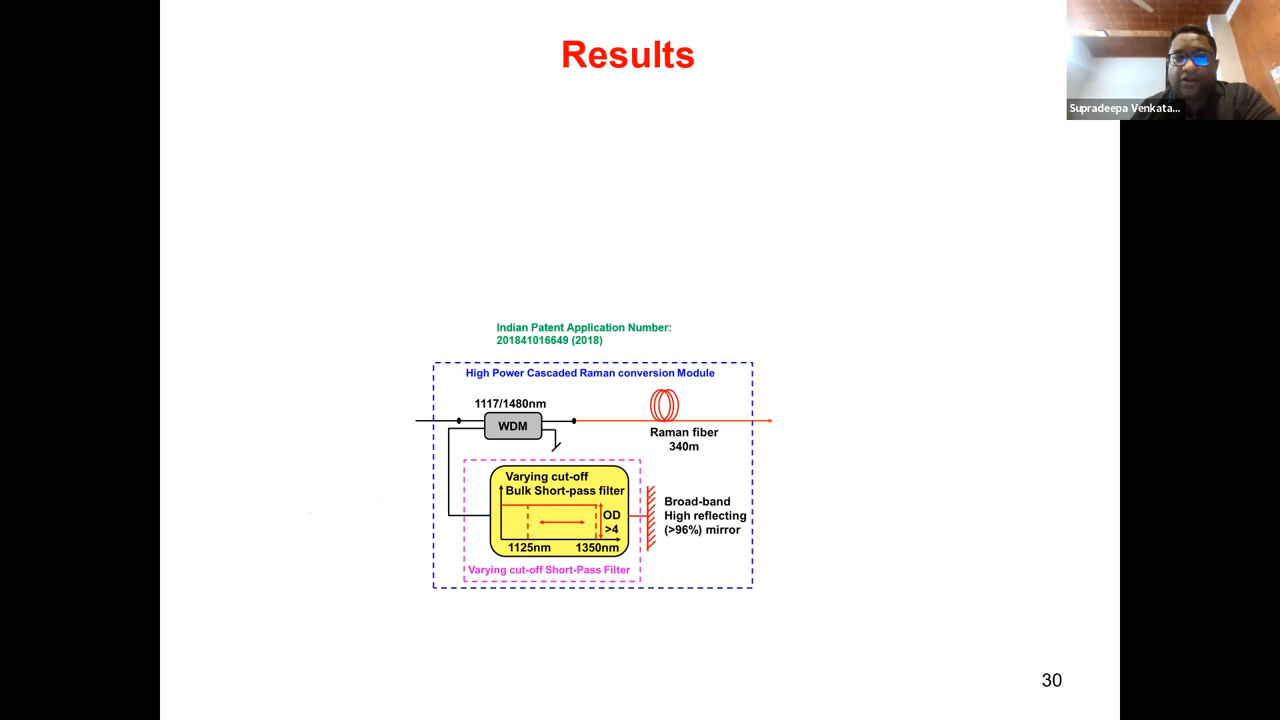 Results
Supradeepa Venkata...
Indian Patent Application Number:
201841016649 (2018)
High Power Cascaded Raman conversion Module
1117/1480nm
WDM
Raman fiber
340m
Varying cut-off
Bulk Short-pass filter
OD
>4
1125nm 1350nm
Broad-band
High reflecting
(>96%) mirror
Varying cut-off Short-Pass Filter
30